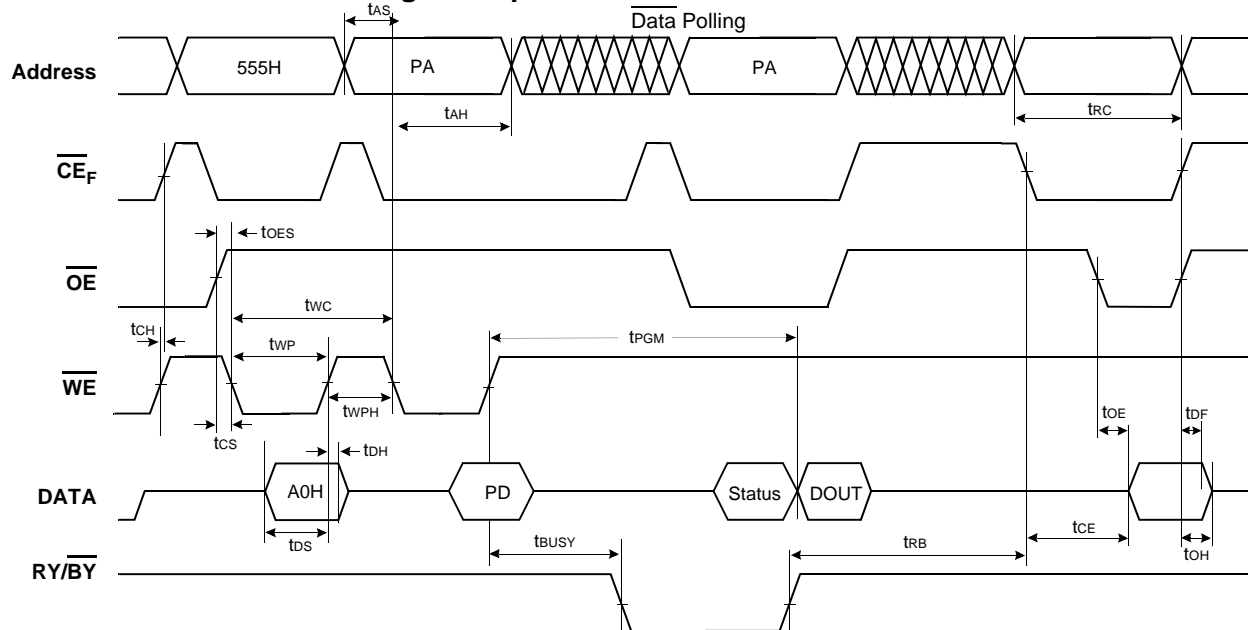 tAS
Data Polling
Address
555H
PA
PA
tAH
tRC
CEF
tOES
OE
tWC
tCH
tWP
tPGM
WE
tWPH
tOE
tDF
tCS
tDH
DATA
A0H
PD
Status
DOUT
tDS
tBUSY
tRB
tCE
tOH
RY/BY